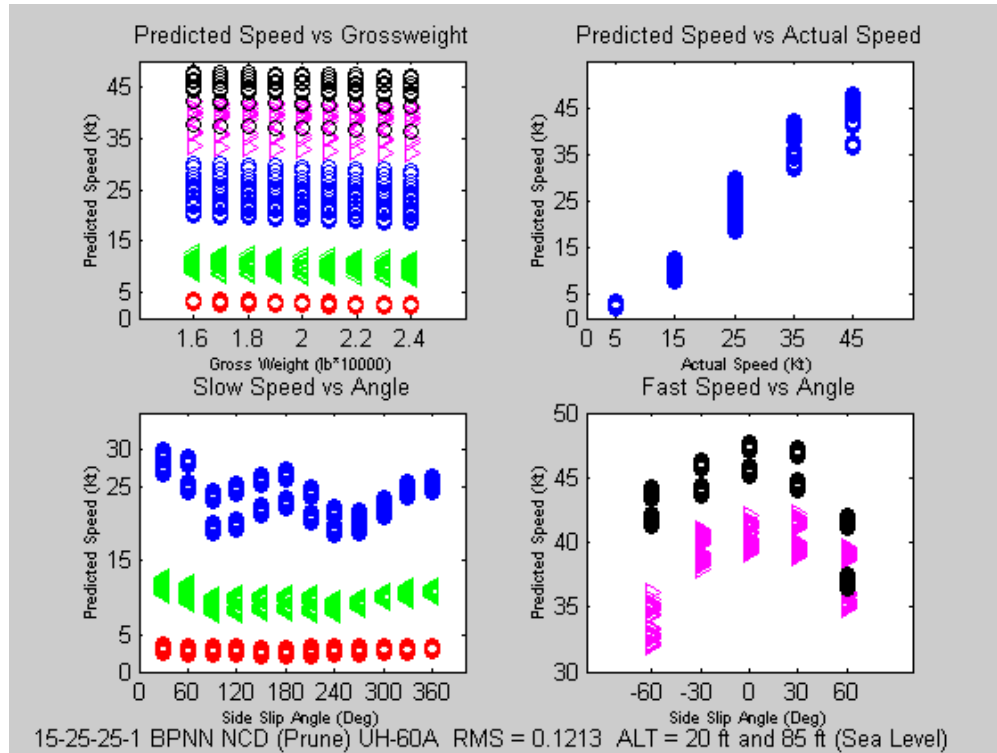 Predicted Speed vs Grossweight
Predicted Speed (Kt)
45
35
25
15
5
0
1.6 1.8 2 2.2 2.4
Gross Weight (lb*10000)
Predicted Speed vs Actual Speed
Predicted Speed (Kt)
45
35
25
15
5
0
0 5 15 25 35 45
Actual Speed (Kt)
Slow Speed vs Angle
Predicted Speed (Kt)
30
25
15
5
0
0 60 120 180 240 300 360
Side Slip Angle (Deg)
Fast Speed vs Angle
Predicted Speed (Kt)
50
45
40
35
30
-60 -30 0 30 60
Side Slip Angle (Deg)
15-25-25-1 BPNN NCD (Prune) UH-60A RMS = 0.1213 ALT = 20 ft and 85 ft (Sea Level)